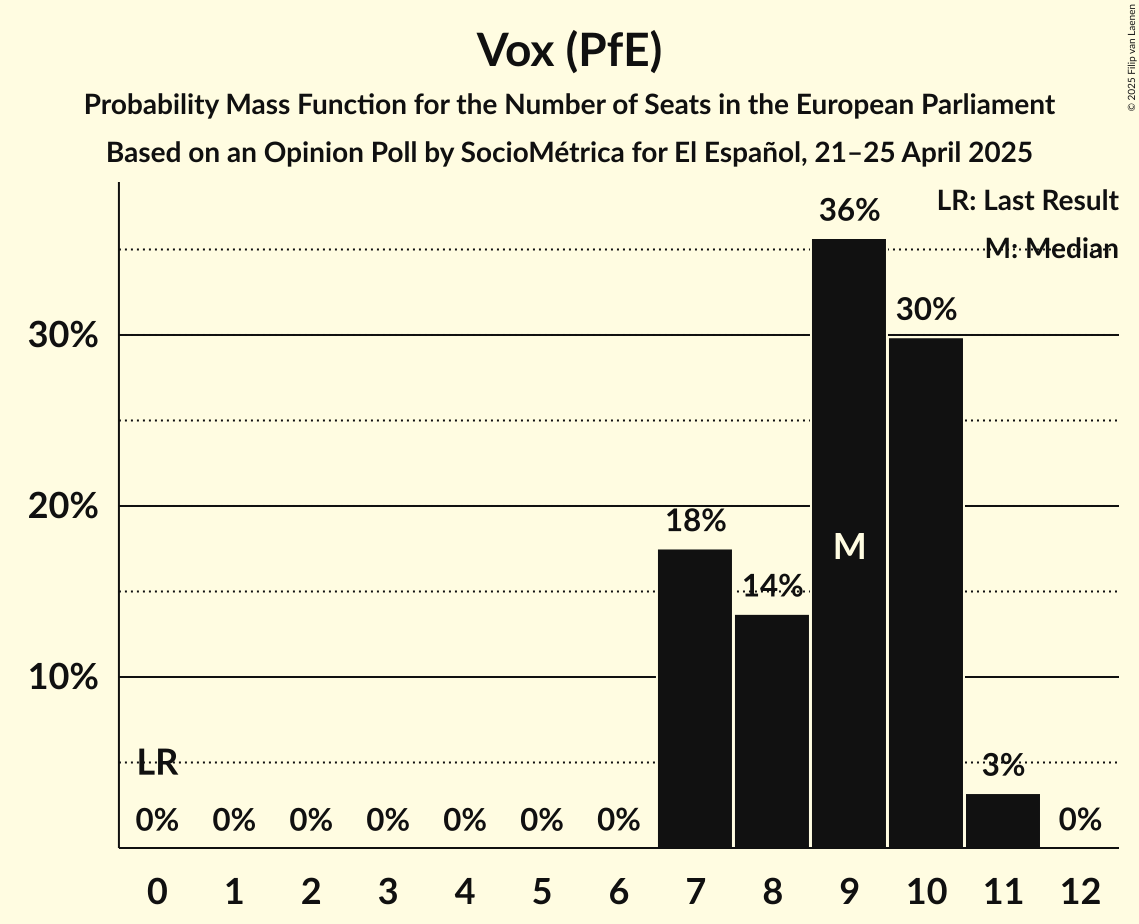 Vox (PfE)
Probability Mass Function for the Number of Seats in the European Parliament
Based on an Opinion Poll by SocioMétrica for El Español, 21–25 April 2025
© 2025 Filip van Laenen
LR: Last Result
M: Median
36%
30%
30%
20%
18%
M
14%
10%
LR
3%
0% 0% 0% 0% 0% 0% 0% 0%
0 1 2 3 4 5 6 7 8 9 10 11 12